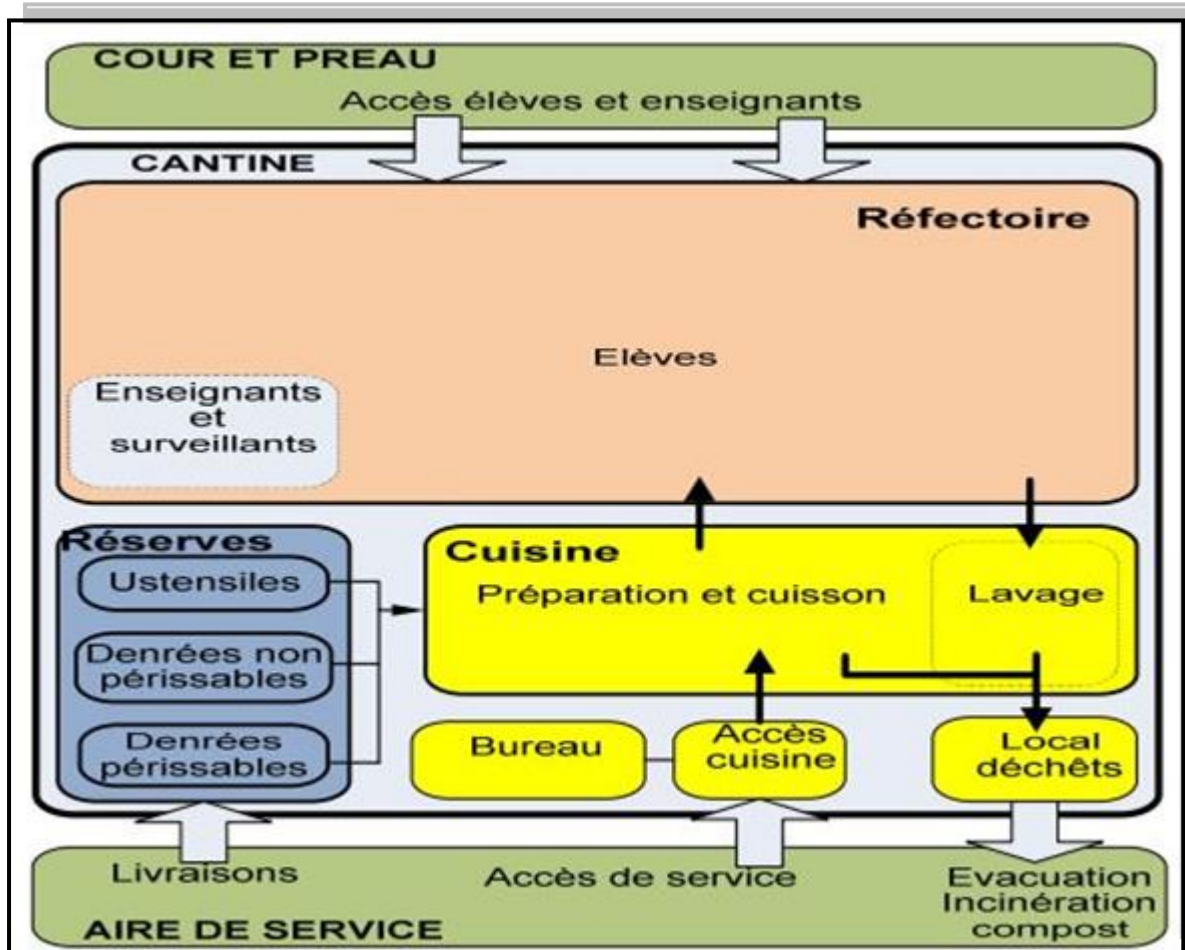 COUR ET PREAU
Accès élèves et enseignants
CANTINE
Réfectoire
Elèves
Enseignants
et
surveillants
Réserves
Ustensiles
Denrées non
périssables
Denrées
périssables
Cuisine
Préparation et cuisson
Lavage
Bureau
Accès
cuisine
Local
déchêts
Livraisons
Accès de service
Evacuation
Incinération
compost
AIRE DE SERVICE